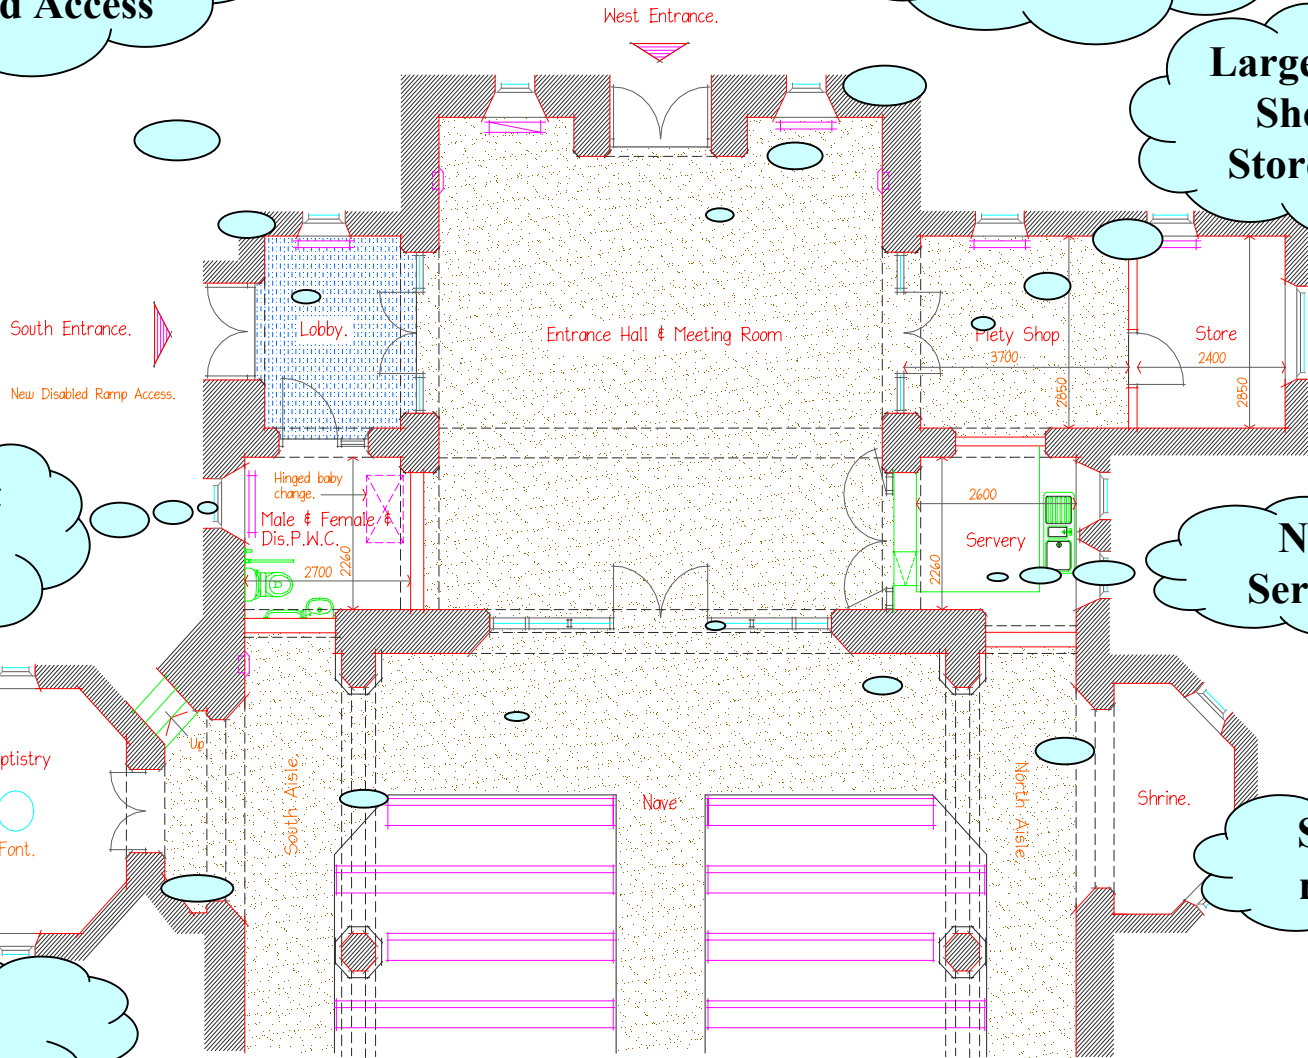 d Access
West Entrance.
Large
Sho
Store
South Entrance.
Lobby.
Entrance Hall & Meeting Room
Piety Shop
3700
2850
Store
2400
2850
New Disabled Ramp Access.
Hinged baby
change.
Male & Female &
Dis.P.W.C.
2260
2700
2600
Servery
2260
N
Ser
Up
ptistry
Font.
South Aisle.
Nave
North Aisle.
Shrine.
S
r